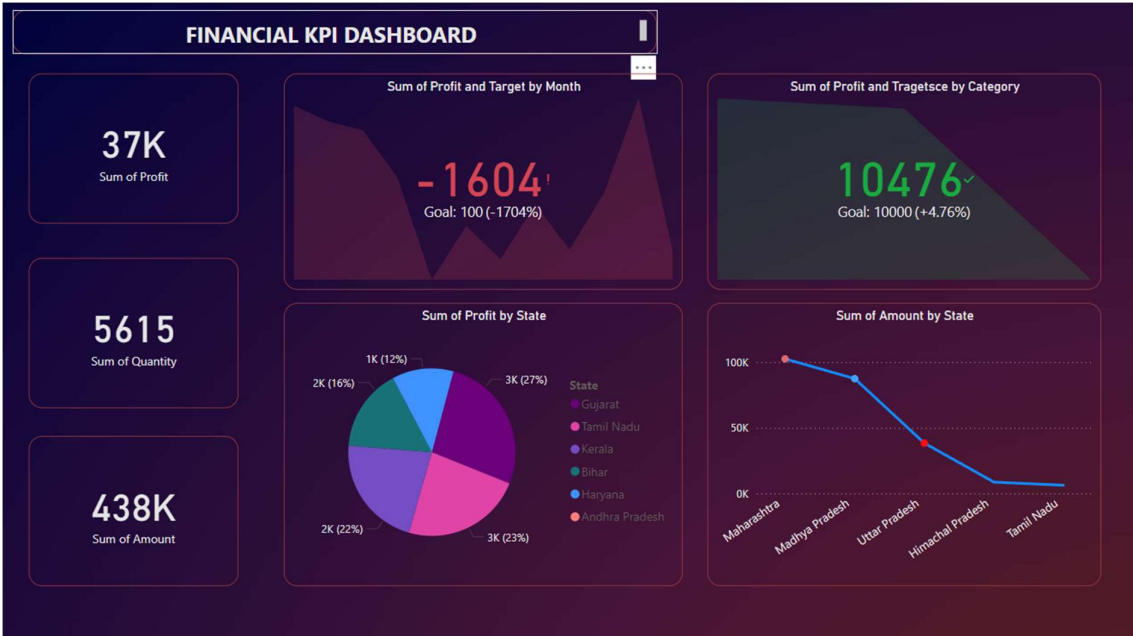 FINANCIAL KPI DASHBOARD
37K
Sum of Profit
5615
Sum of Quantity
438K
Sum of Amount
Sum of Profit and Target by Month
-1604!
Goal: 100 (-1704%)
Sum of Profit and Tragetsce by Category
10476
Goal: 10000 (+4.76%)
Sum of Profit by State
1K (12%)
2K (16%)
3K (27%)
2K (22%)
3K (23%)
State
Gujarat
Tamil Nadu
Kerala
Bihar
Haryana
Andhra Pradesh
Sum of Amount by State
100K
50K
0K
Maharashtra
Madhya Pradesh
Uttar Pradesh
Himachal Pradesh
Tamil Nadu